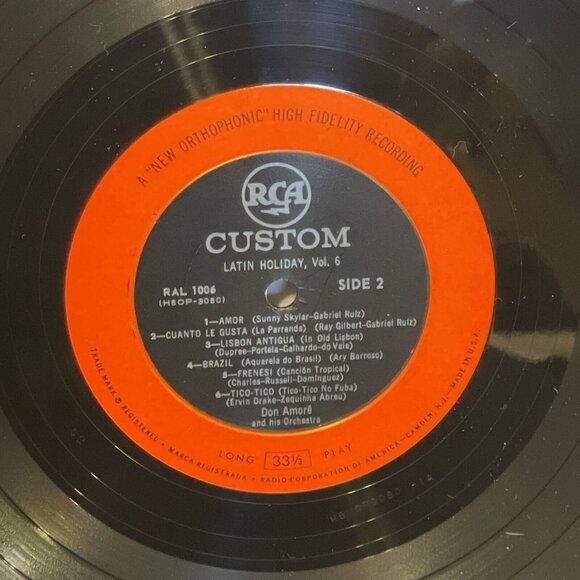 A "NEW ORTHOPHONIC" HIGH FIDELITY RECORDING
RCA
CUSTOM
LATIN HOLIDAY, Vol. 6
RAL 1006
(H8OP-3080)
SIDE 2
1—AMOR (Sunny Skylar-Gabriel Ruiz)
2—CUANTO LE GUSTA (La Parranda) (Ray Gilbert-Gabriel Ruiz)
3—LISBON ANTIGUA (In Old Lisbon)
(Dupree-Portela-Galhardo-do Vale)
4—BRAZIL (Aquarela do Brasil) (Ary Barroso)
5—FRENESI (Canción Tropical)
(Charles-Russell-Dominguez)
6—TICO-TICO (Tico-Tico No Fuba)
(Ervin Drake-Zequinha Abreu)
Don Amoré
and his Orchestra
LONG 33⅓ PLAY
TRADE MARK ® REGISTERED • MARCA REGISTRADA • RADIO CORPORATION OF AMERICA—CAMDEN, N.J.—MADE IN U.S.A.